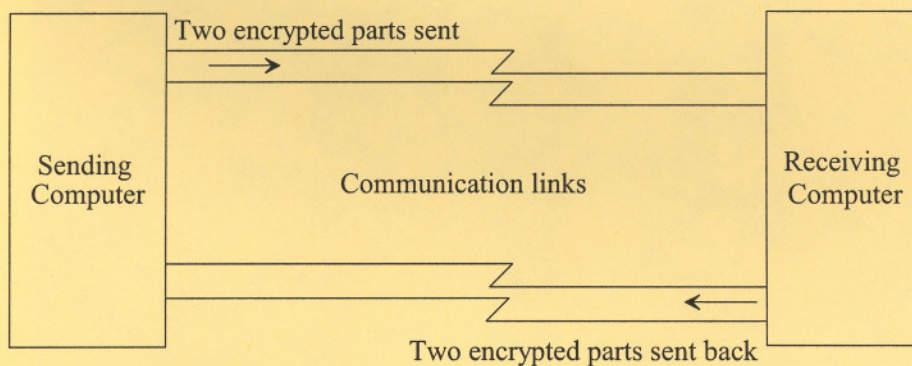 Two encrypted parts sent
Sending
Computer
Communication links
Receiving
Computer
Two encrypted parts sent back